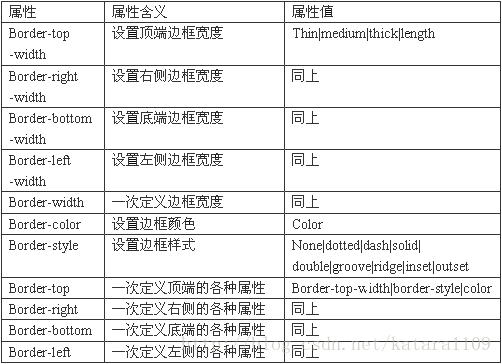 属性 属性含义 属性值
Border-top 设置顶端边框宽度 Thin|medium|thick|length
-width
Border-right 设置右侧边框宽度 同上
-width
Border-bottom 设置底端边框宽度 同上
-width
Border-left 设置左侧边框宽度 同上
-width
Border-width 一次定义边框宽度 同上
Border-color 设置边框颜色 Color
Border-style 设置边框样式 None|dotted|dash|solid|
double|groove|ridge|inset|outset
Border-top 一次定义顶端的各种属性 Border-top-width|border-style|color
Border-right 一次定义右侧的各种属性 同上
Border-bottom 一次定义底端的各种属性 同上
Border-left 一次定义左侧的各种属性 同上
http://blog.csdn.net/katara1109